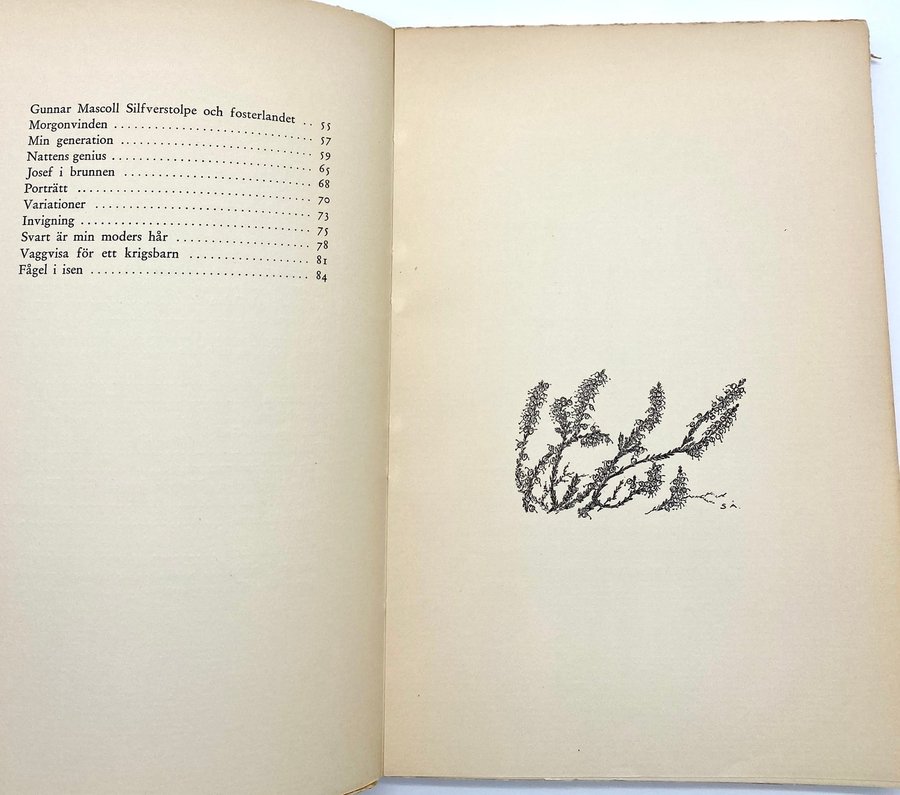 Gunnar Mascoll Silfverstolpe och fosterlandet .. 55
Morgonvinden .............................. 57
Min generation ............................. 59
Nattens genius .............................. 65
Josef i brunnen ............................. 68
Porträtt .................................... 70
Variationer ................................. 73
Invigning ................................... 75
Svart är min moders hår .................... 78
Vaggvisa för ett krigsbarn .................. 81
Fågel i isen ................................. 84